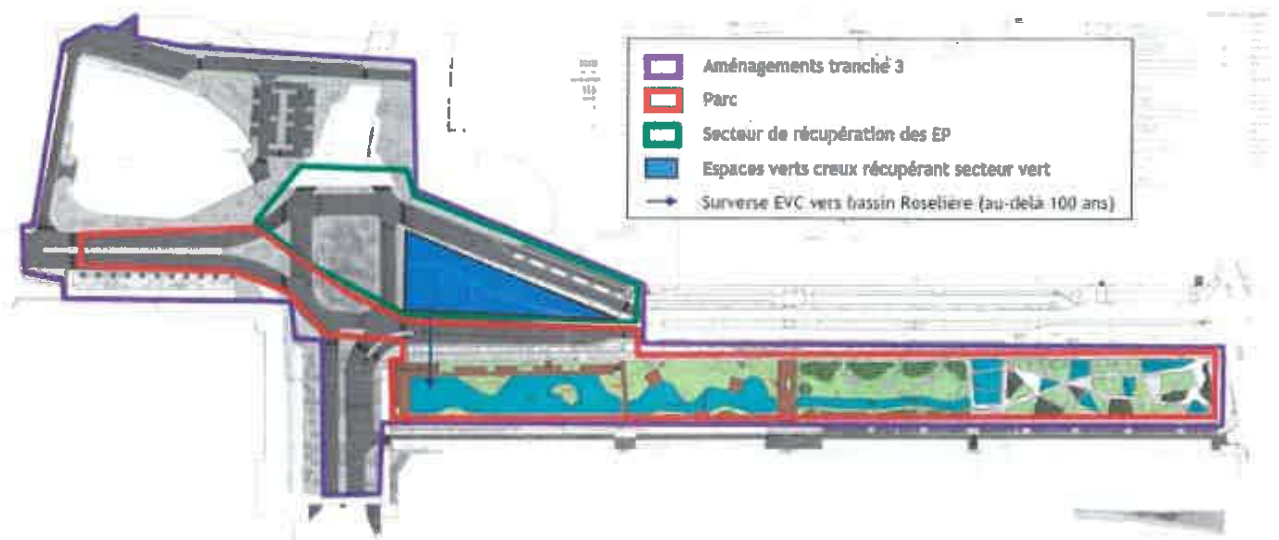 Aménagements tranche 3
Parc
Secteur de récupération des EP
Espaces verts creux récupérant secteur vert
Surverse EVC vers bassin Roselière (au-delà 100 ans)